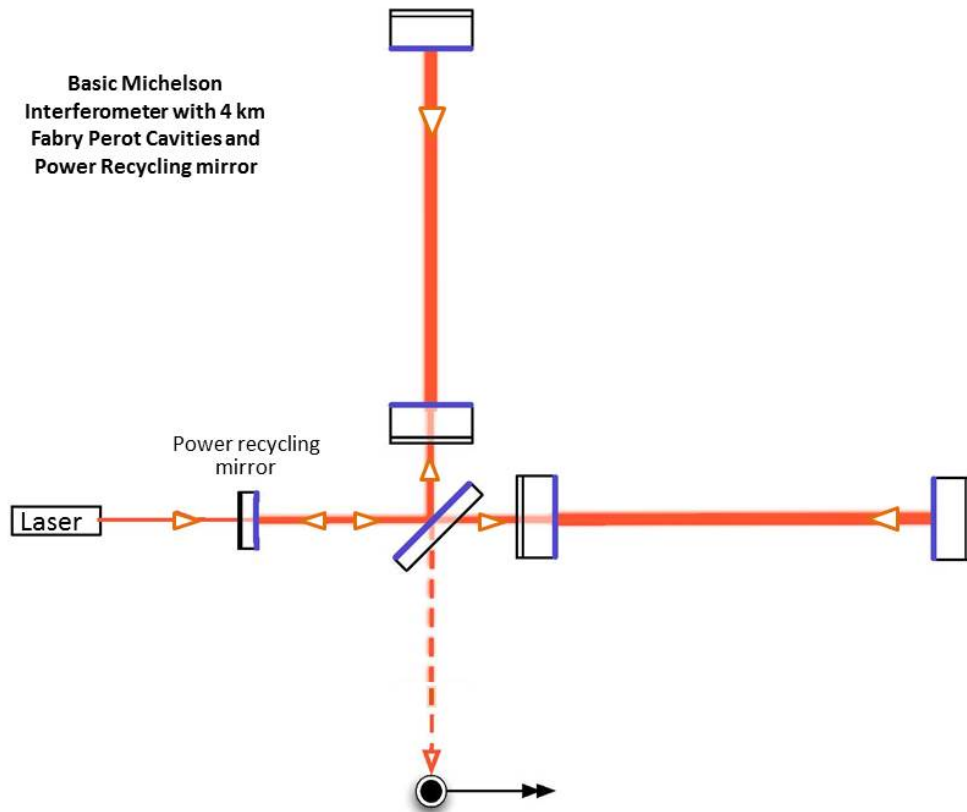 Basic Michelson
Interferometer with 4 km
Fabry Perot Cavities and
Power Recycling mirror
Power recycling
mirror
Laser